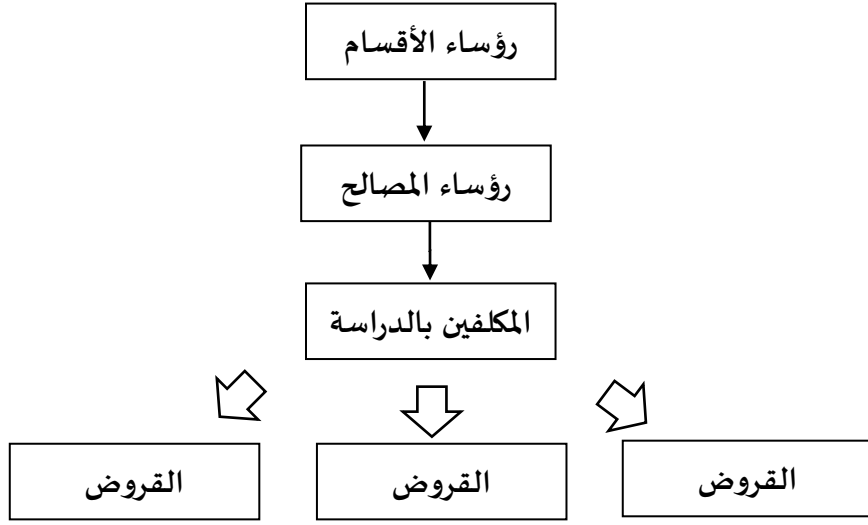 رؤساء الأقسام
رؤساء المصالح
المكلفين بالدراسة
القروض
القروض
القروض